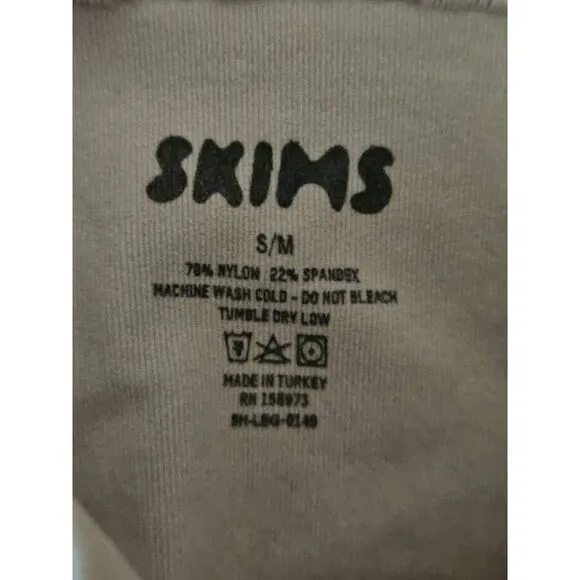 SKIMS
S/M
78% NYLON 22% SPANDEX
MACHINE WASH COLD - DO NOT BLEACH
TUMBLE DRY LOW
MADE IN TURKEY
RN 158973
SH-LBG-0149